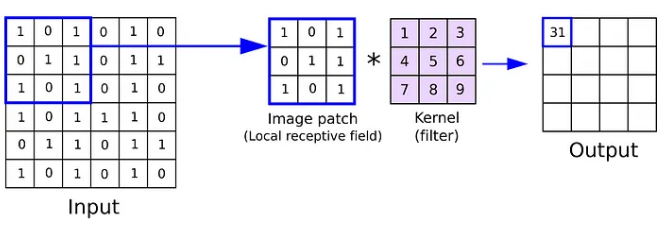 1 0 1 0 1 0
0 1 1 0 1 1
1 0 1 0 1 0
1 0 1 1 1 0
0 1 1 0 1 1
1 0 1 0 1 0
Input
1 0 1
0 1 1
1 0 1
Image patch
(Local receptive field)
*
1 2 3
4 5 6
7 8 9
Kernel
(filter)
31
Output